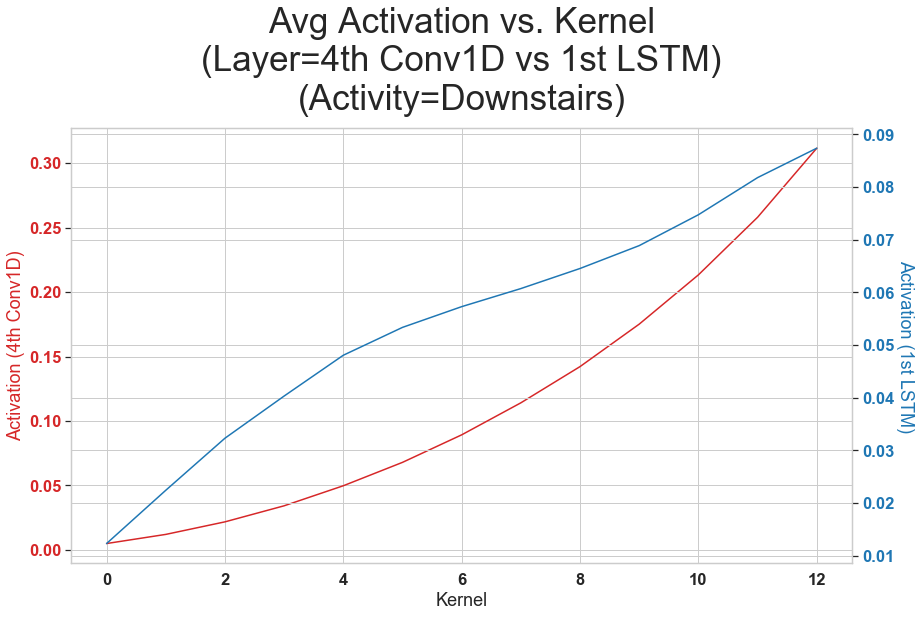 Avg Activation vs. Kernel
(Layer=4th Conv1D vs 1st LSTM)
(Activity=Downstairs)
Activation (4th Conv1D)
0.30
0.25
0.20
0.15
0.10
0.05
0.00
0.09
0.08
0.07
0.06
0.05
0.04
0.03
0.02
0.01
Activation (1st LSTM)
0 2 4 6 8 10 12
Kernel